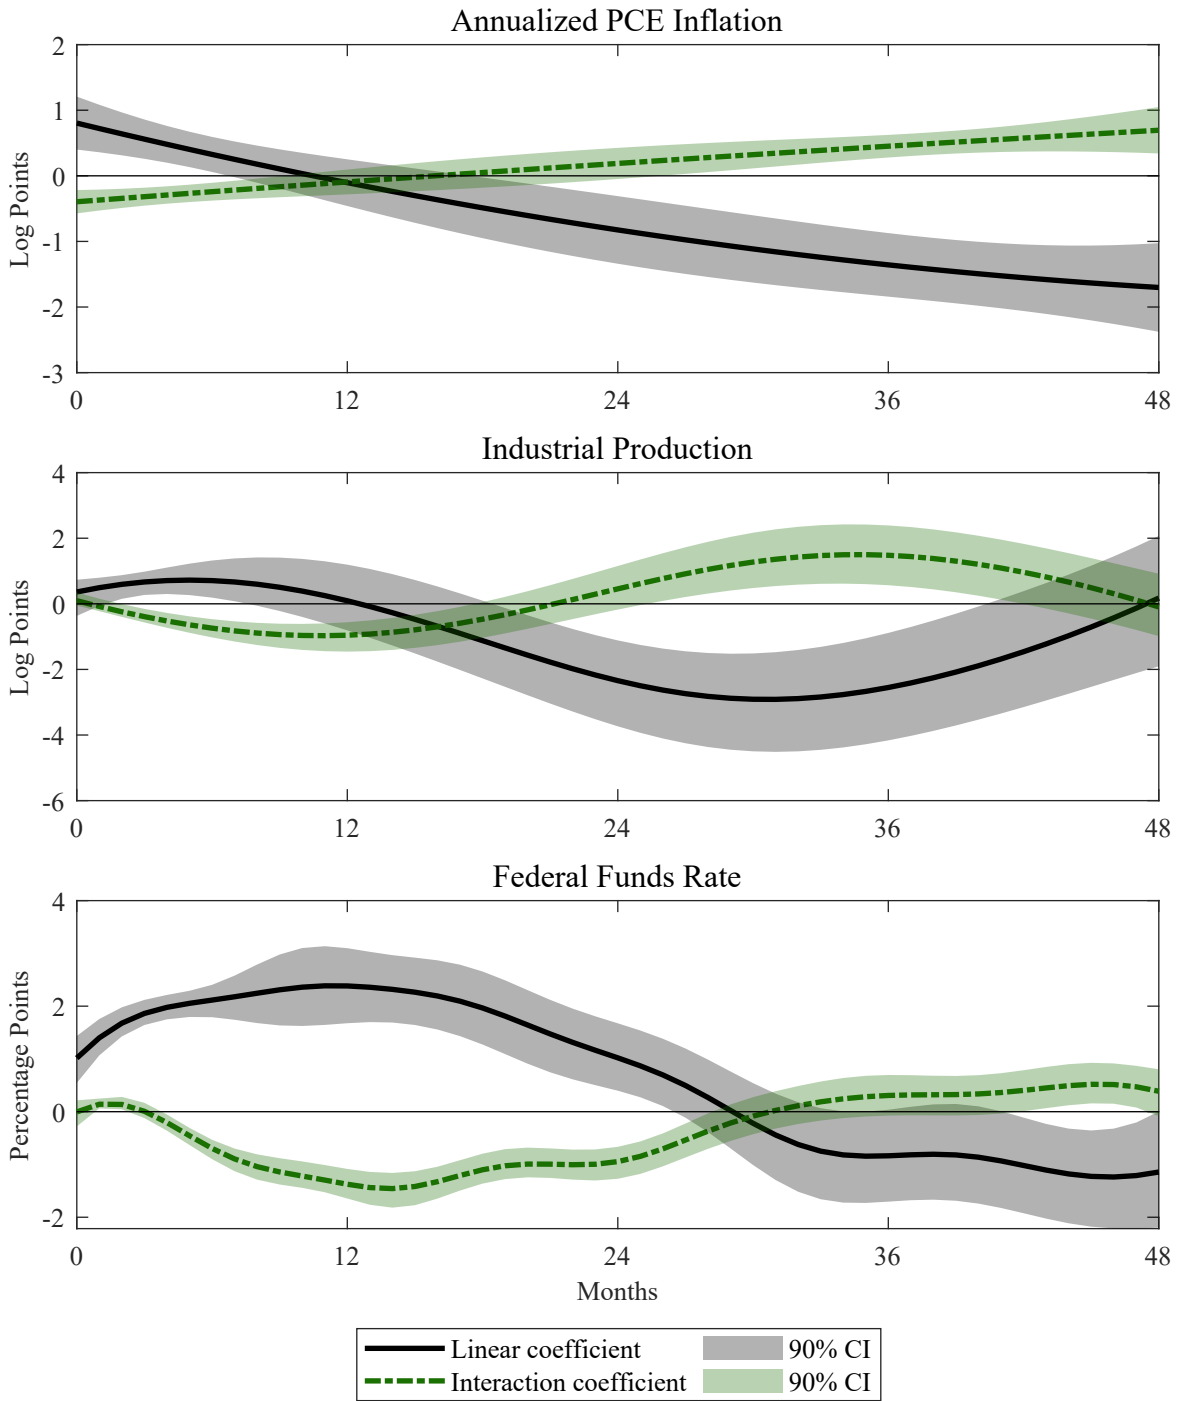 Annualized PCE Inflation
2
1
0
-1
-2
-3
Log Points
0 12 24 36 48
Industrial Production
4
2
0
-2
-4
-6
Log Points
0 12 24 36 48
Federal Funds Rate
4
2
0
-2
Percentage Points
0 12 24 36 48
Months
Linear coefficient 90% CI
Interaction coefficient 90% CI